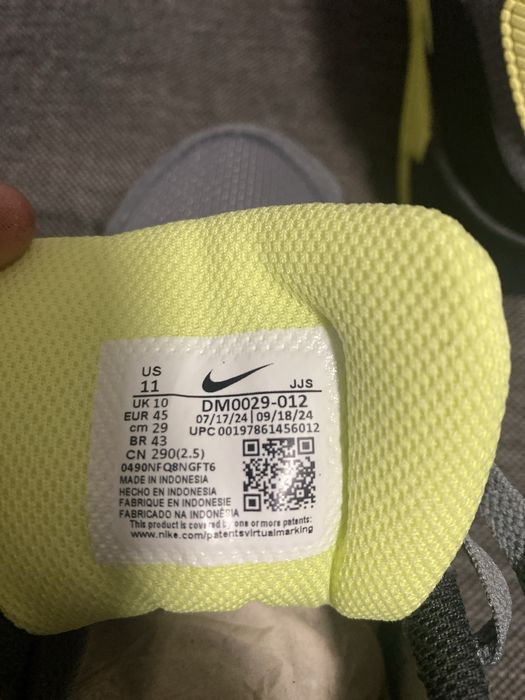 US
11
JJS
UK 10
DM0029-012
EUR 45
07/17/24 | 09/18/24
cm 29
UPC 00197861456012
BR 43
CN 290(2.5)
0490NFQ8NGFT6
MADE IN INDONESIA
HECHO EN INDONESIA
FABRIQUE EN INDONESIE
FABRICADO NA INDONÉSIA
This product is covered by one or more patents:
www.nike.com/patentsvirtualmarking